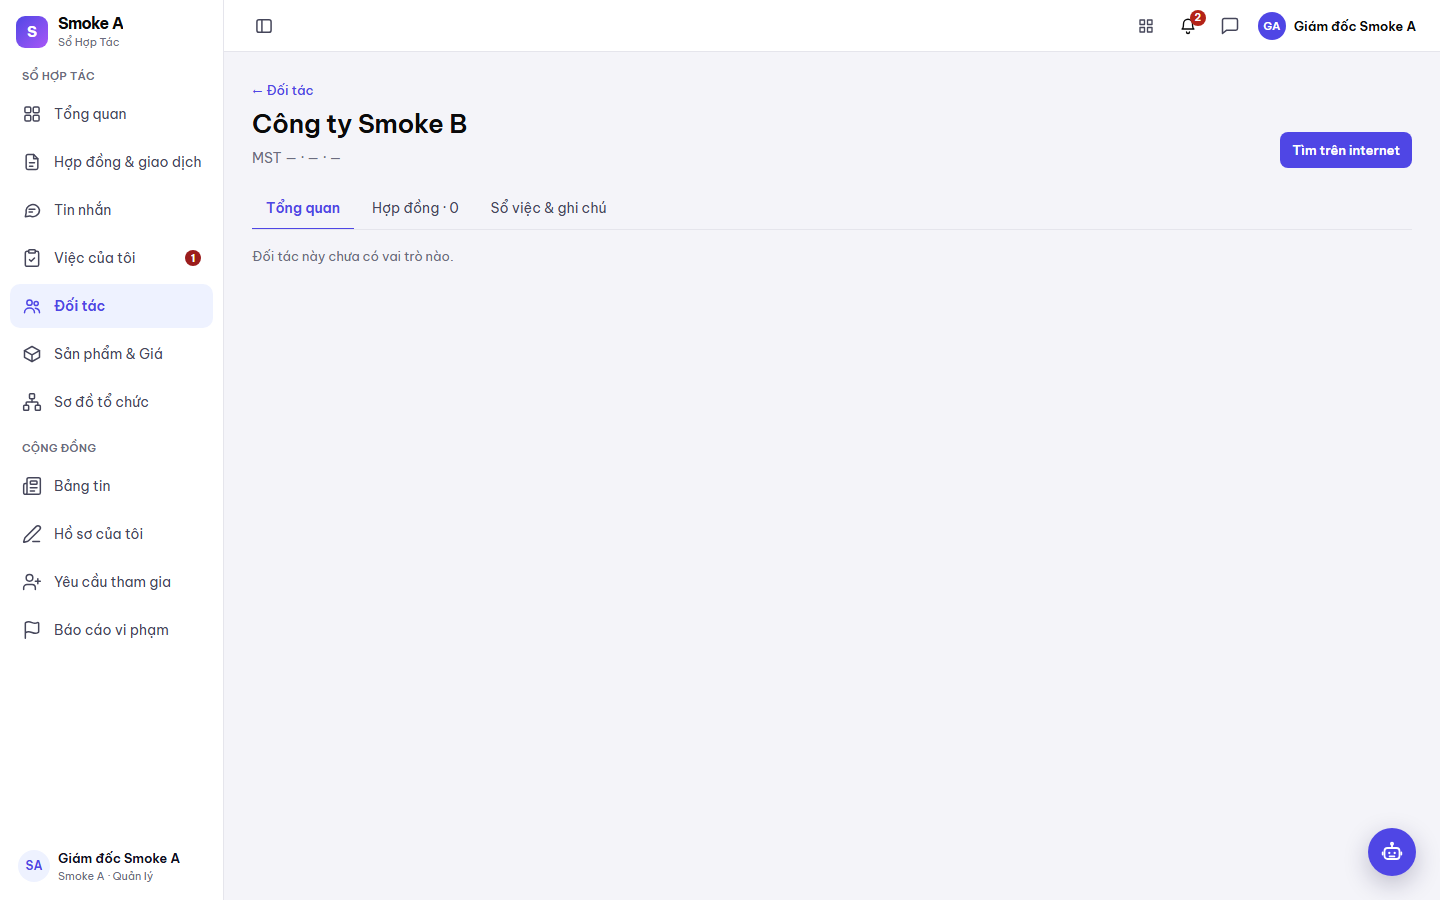 S
Smoke A
Sổ Hợp Tác
SỔ HỢP TÁC
Tổng quan
Hợp đồng & giao dịch
Tin nhắn
Việc của tôi
1
Đối tác
Sản phẩm & Giá
Sơ đồ tổ chức
CỘNG ĐỒNG
Bảng tin
Hồ sơ của tôi
Yêu cầu tham gia
Báo cáo vi phạm
SA
Giám đốc Smoke A
Smoke A · Quản lý
2
GA
Giám đốc Smoke A
← Đối tác
Công ty Smoke B
MST — · — · —
Tìm trên internet
Tổng quan
Hợp đồng · 0
Sổ việc & ghi chú
Đối tác này chưa có vai trò nào.